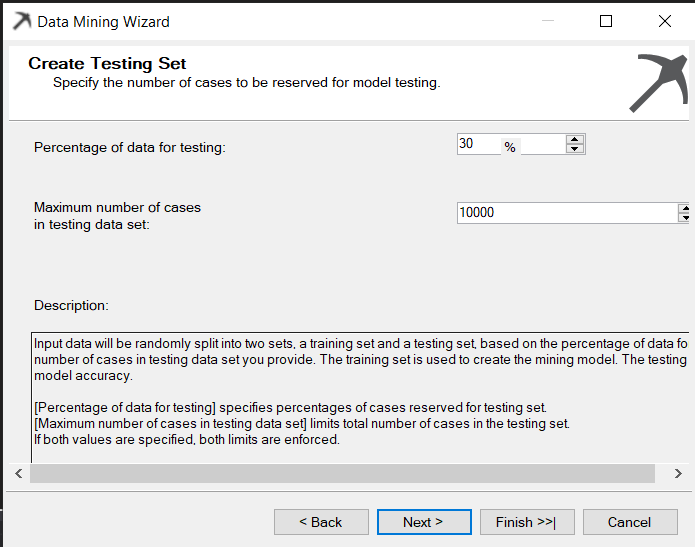 Data Mining Wizard
Create Testing Set
Specify the number of cases to be reserved for model testing.
Percentage of data for testing:
30 %
Maximum number of cases
in testing data set:
10000
Description:
Input data will be randomly split into two sets, a training set and a testing set, based on the percentage of data fo
number of cases in testing data set you provide. The training set is used to create the mining model. The testing
model accuracy.
[Percentage of data for testing] specifies percentages of cases reserved for testing set.
[Maximum number of cases in testing data set] limits total number of cases in the testing set.
If both values are specified, both limits are enforced.
< Back
Next >
Finish >>|
Cancel